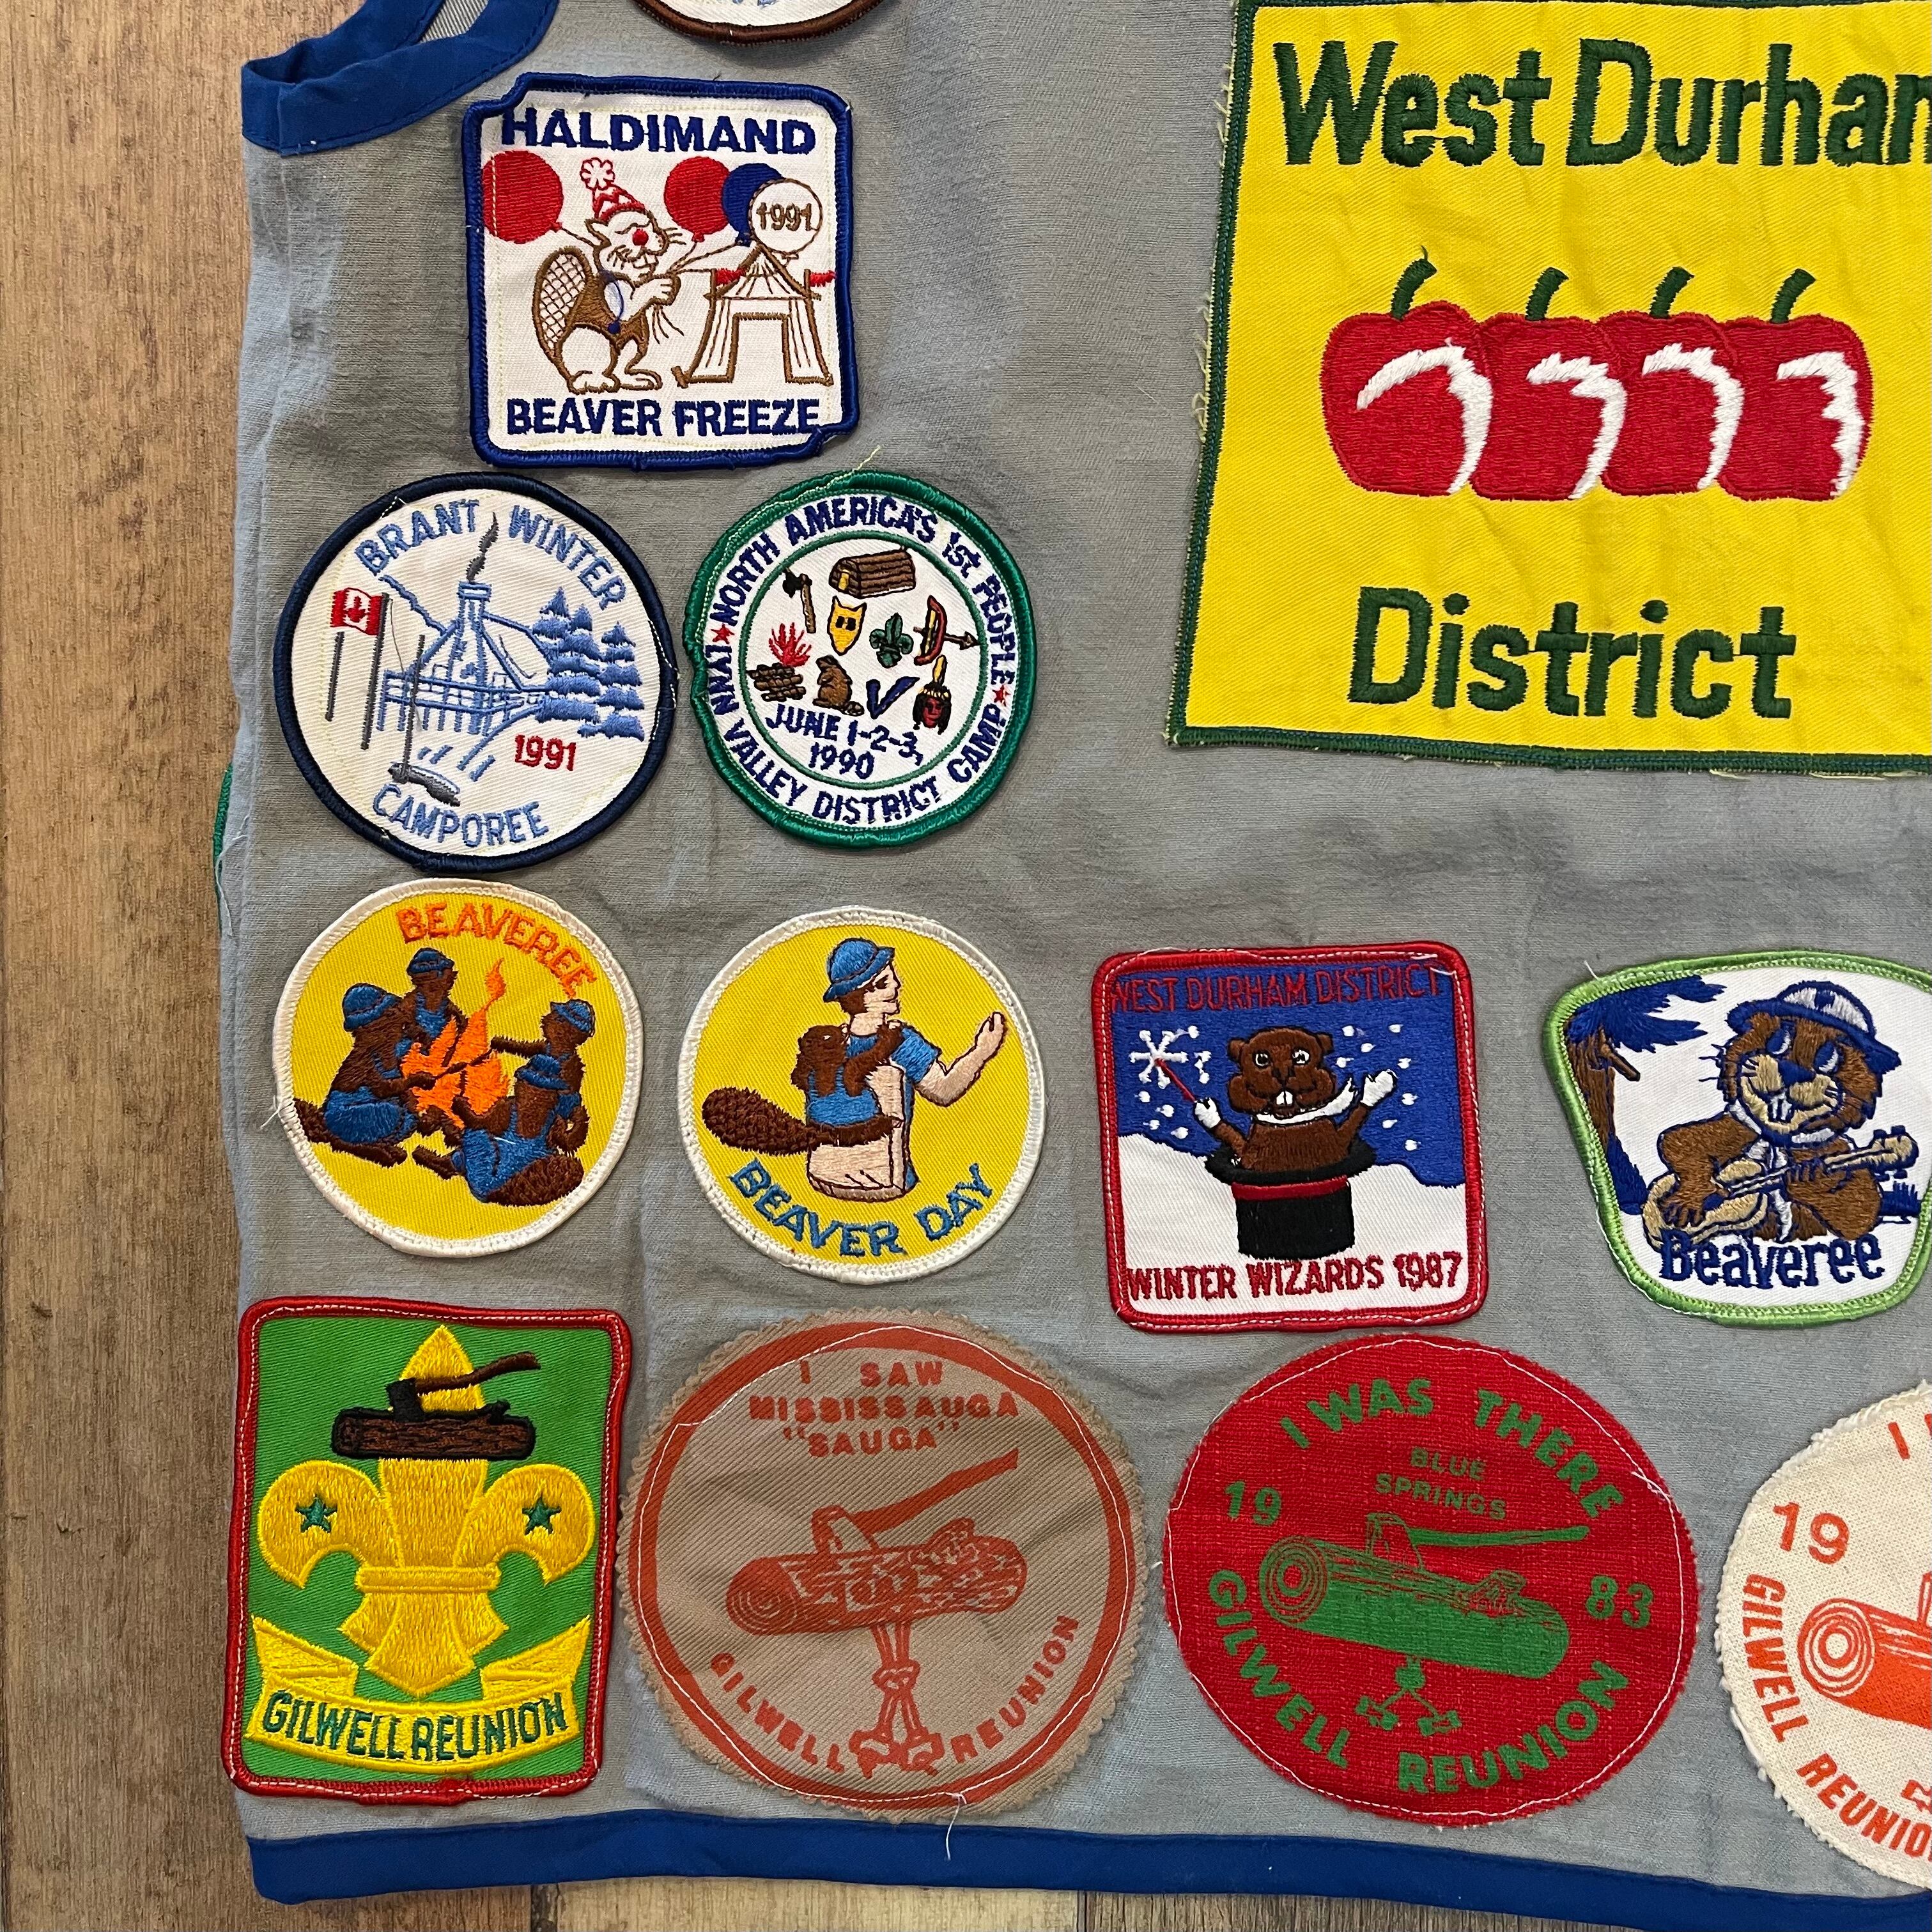 HALDIMAND
1991
BEAVER FREEZE
West Durham
District
BRANT WINTER
1991
CAMPOREE
NORTH AMERICA'S 1st PEOPLE
JUNE 1-2-3,
1990
LYNN VALLEY DISTRICT CAMP
BEAVEREE
BEAVER DAY
WEST DURHAM DISTRICT
WINTER WIZARDS 1987
Beaveree
GILWELL REUNION
I SAW
MISSISSAUGA
"SAUGA"
GILWELL REUNION
I WAS THERE
BLUE
SPRINGS
19 83
GILWELL REUNION
I
19
GILWELL REUNIO